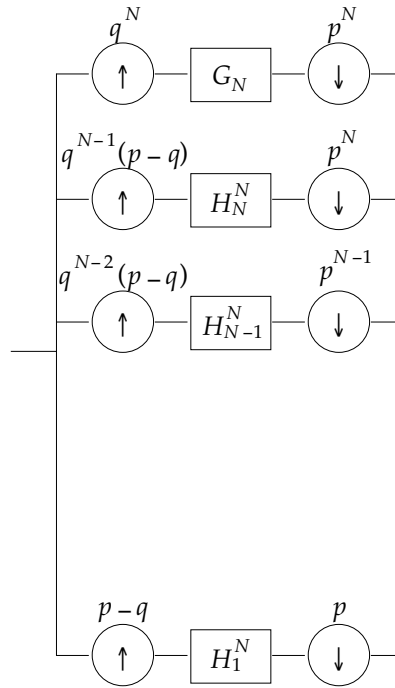 q^N p^N
↑ G_N ↓
q^{N-1}(p-q) p^N
↑ H_N^N ↓
q^{N-2}(p-q) p^{N-1}
↑ H_{N-1}^N ↓
p-q p
↑ H_1^N ↓